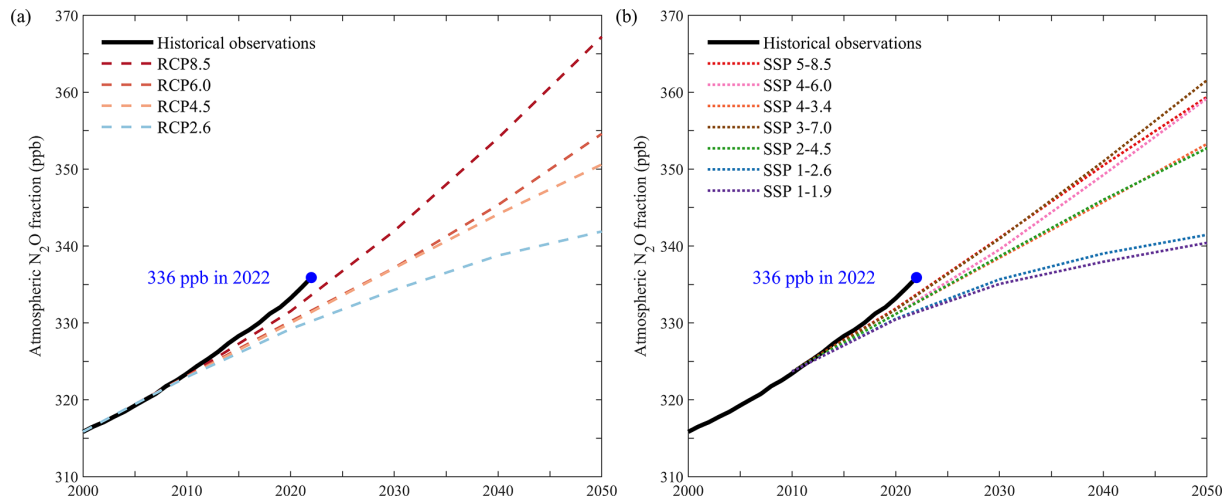 (a)
370
360
350
340
330
320
310
Atmospheric N₂O fraction (ppb)
Historical observations
RCP8.5
RCP6.0
RCP4.5
RCP2.6
336 ppb in 2022
2000 2010 2020 2030 2040 2050
(b)
370
360
350
340
330
320
310
Atmospheric N₂O fraction (ppb)
Historical observations
SSP 5-8.5
SSP 4-6.0
SSP 4-3.4
SSP 3-7.0
SSP 2-4.5
SSP 1-2.6
SSP 1-1.9
336 ppb in 2022
2000 2010 2020 2030 2040 2050